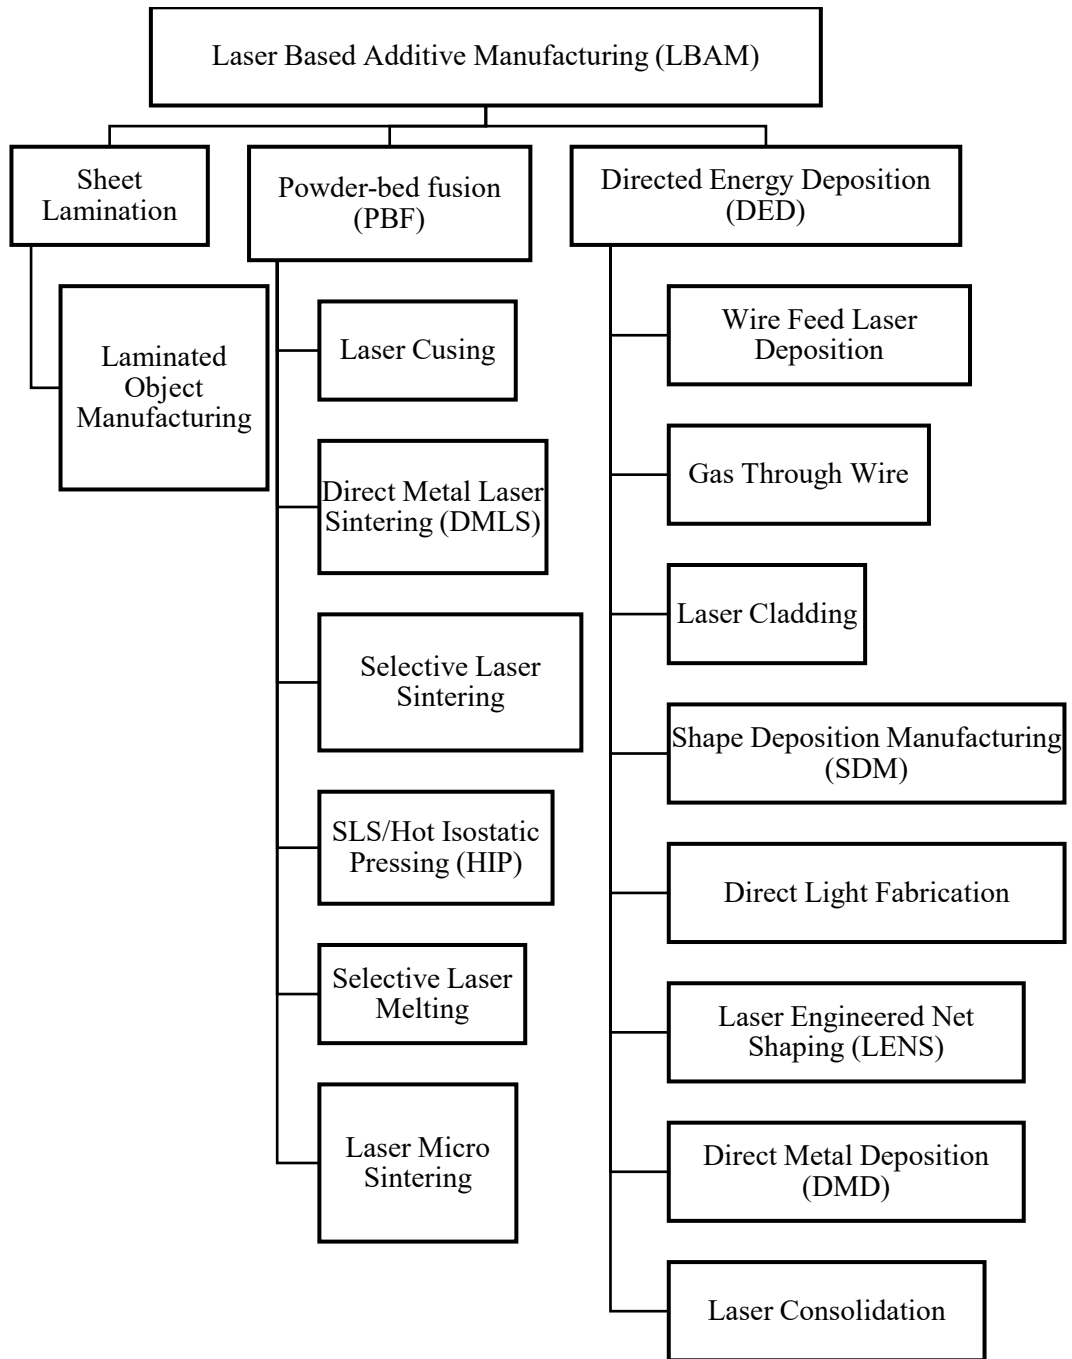 Laser Based Additive Manufacturing (LBAM)
Sheet
Lamination
Laminated
Object
Manufacturing
Powder-bed fusion
(PBF)
Laser Cusing
Direct Metal Laser
Sintering (DMLS)
Selective Laser
Sintering
SLS/Hot Isostatic
Pressing (HIP)
Selective Laser
Melting
Laser Micro
Sintering
Directed Energy Deposition
(DED)
Wire Feed Laser
Deposition
Gas Through Wire
Laser Cladding
Shape Deposition Manufacturing
(SDM)
Direct Light Fabrication
Laser Engineered Net
Shaping (LENS)
Direct Metal Deposition
(DMD)
Laser Consolidation